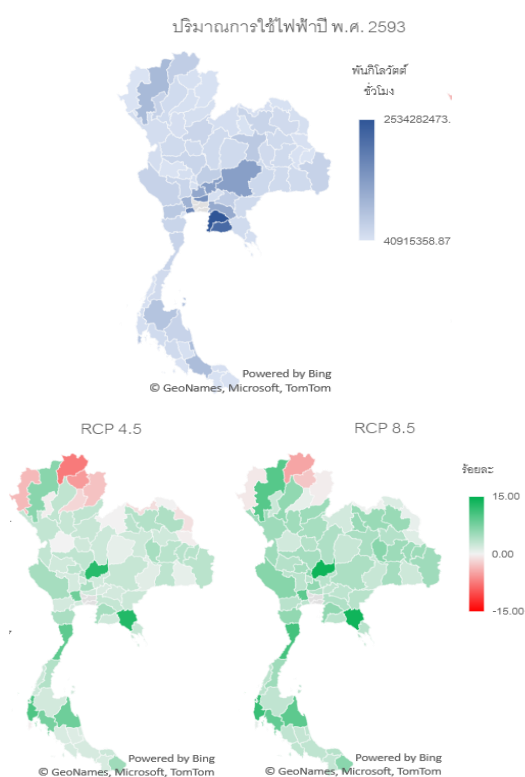 ปริมาณการใช้ไฟฟ้าปี พ.ศ. 2593
พันกิโลวัตต์
ชั่วโมง
2534282473.
40915358.87
Powered by Bing
© GeoNames, Microsoft, TomTom
RCP 4.5
RCP 8.5
ร้อยละ
15.00
0.00
-15.00
Powered by Bing
© GeoNames, Microsoft, TomTom
Powered by Bing
© GeoNames, Microsoft, TomTom